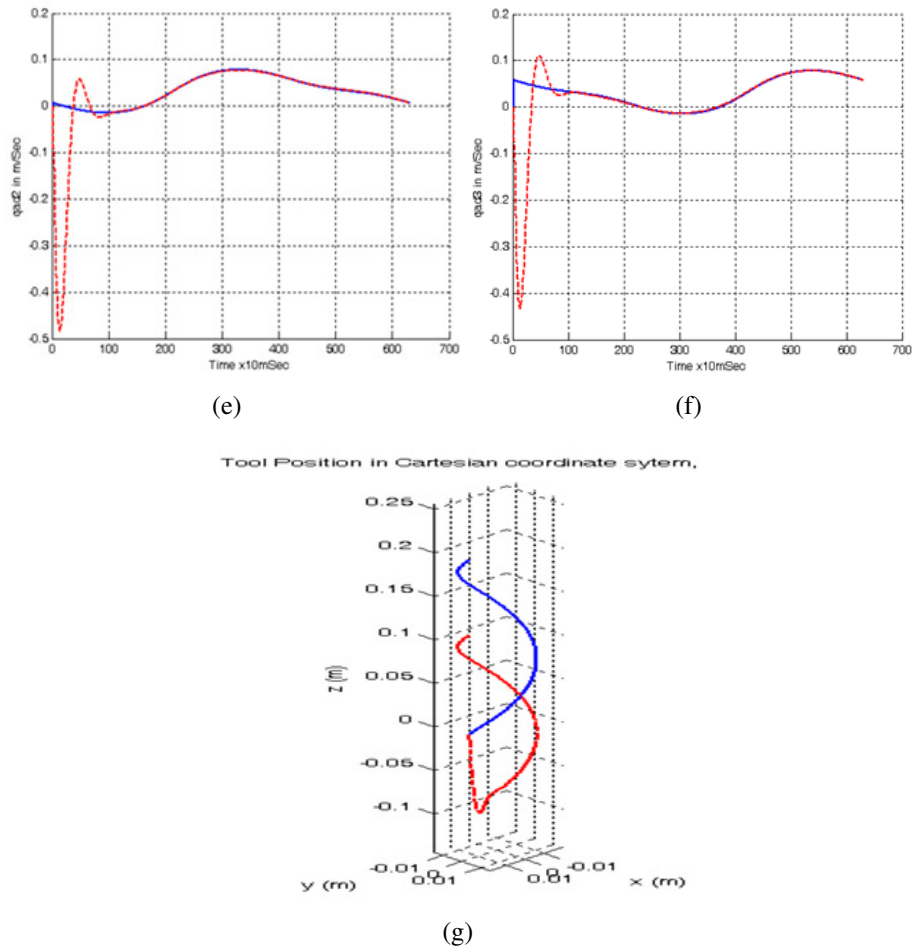 0.2
0.1
0
-0.1
-0.2
-0.3
-0.4
-0.5
qad2 in m/Sec
0 100 200 300 400 500 600 700
Time x10mSec
(e)
0.2
0.1
0
-0.1
-0.2
-0.3
-0.4
-0.5
qad3 in m/Sec
0 100 200 300 400 500 600 700
Time x10mSec
(f)
Tool Position in Cartesian coordinate sytem,
0.25
0.2
0.15
0.1
0.05
0
-0.05
-0.1
z (m)
-0.01
0
0.01
y (m)
-0.01
0
0.01
x (m)
(g)